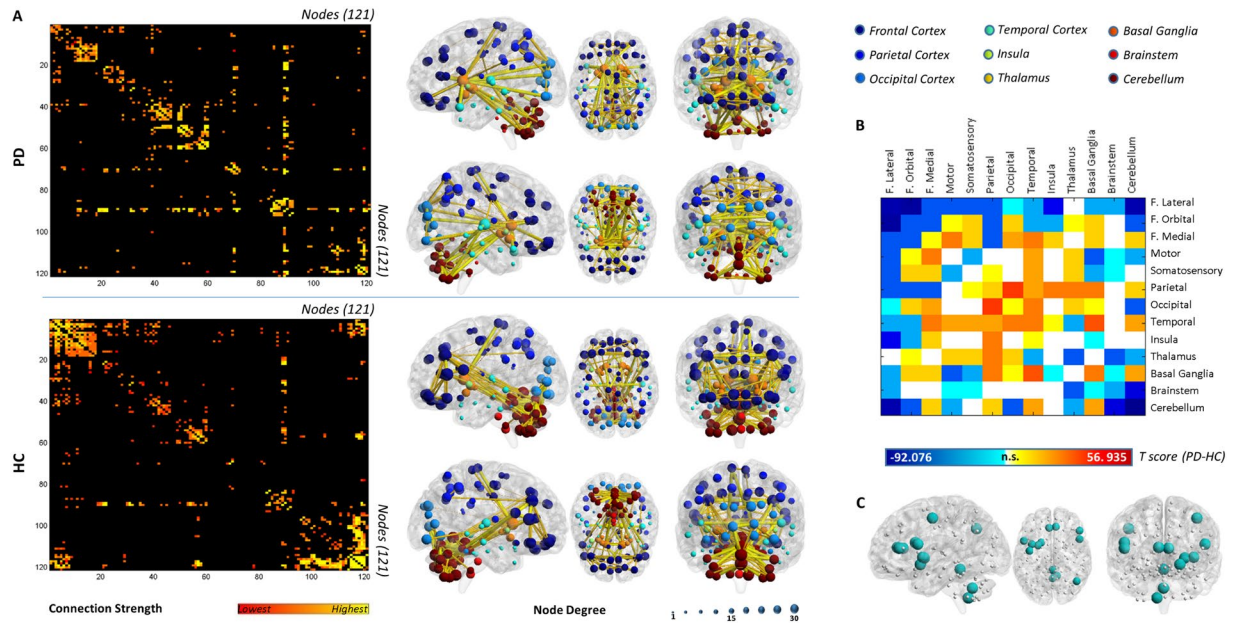 A
Nodes (121)
20
40
60
80
100
120
20
40
60
80
100
120
PD
Nodes (121)
Nodes (121)
20
40
60
80
100
120
20
40
60
80
100
120
HC
Nodes (121)
Connection Strength
Lowest
Highest
Node Degree
1
15
30
Frontal Cortex
Temporal Cortex
Basal Ganglia
Parietal Cortex
Insula
Brainstem
Occipital Cortex
Thalamus
Cerebellum
B
F. Lateral
F. Orbital
F. Medial
Motor
Somatosensory
Parietal
Occipital
Temporal
Insula
Thalamus
Basal Ganglia
Brainstem
Cerebellum
F. Lateral
F. Orbital
F. Medial
Motor
Somatosensory
Parietal
Occipital
Temporal
Insula
Thalamus
Basal Ganglia
Brainstem
Cerebellum
-92.076
n.s.
56. 935
T score (PD-HC)
C